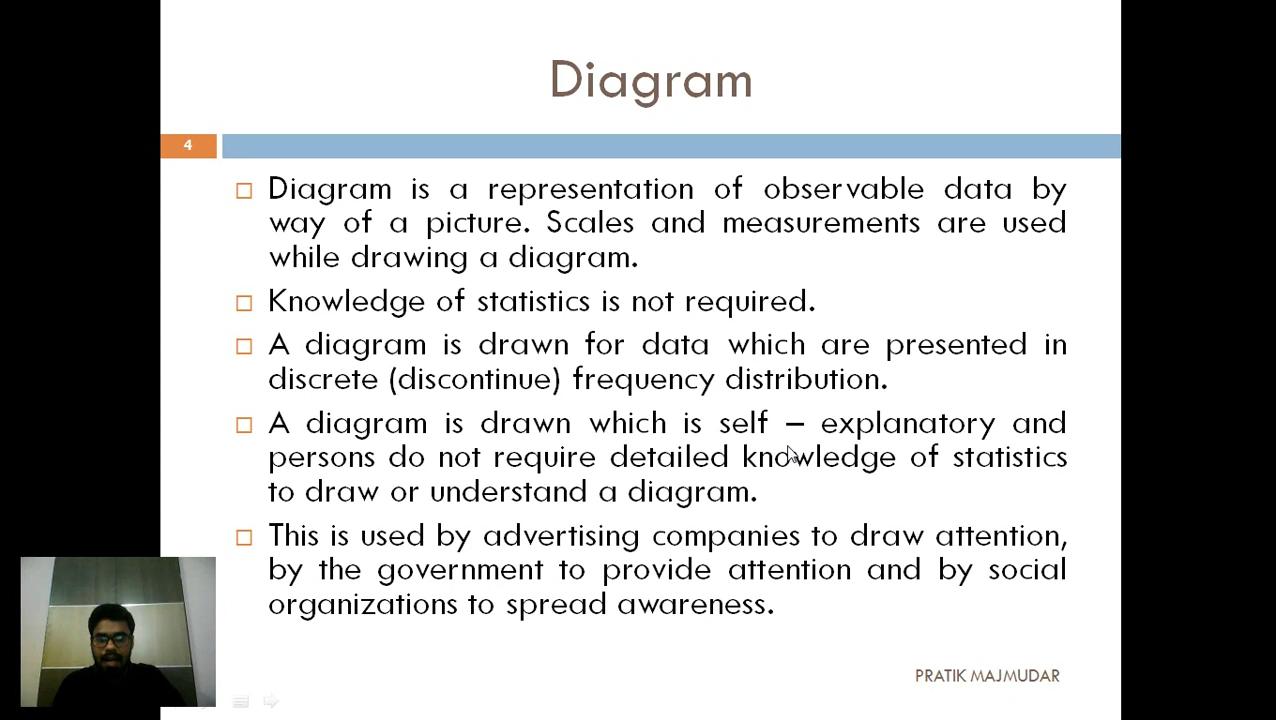 Diagram
4
Diagram is a representation of observable data by
way of a picture. Scales and measurements are used
while drawing a diagram.
Knowledge of statistics is not required.
A diagram is drawn for data which are presented in
discrete (discontinue) frequency distribution.
A diagram is drawn which is self – explanatory and
persons do not require detailed knowledge of statistics
to draw or understand a diagram.
This is used by advertising companies to draw attention,
by the government to provide attention and by social
organizations to spread awareness.
PRATIK MAJMUDAR